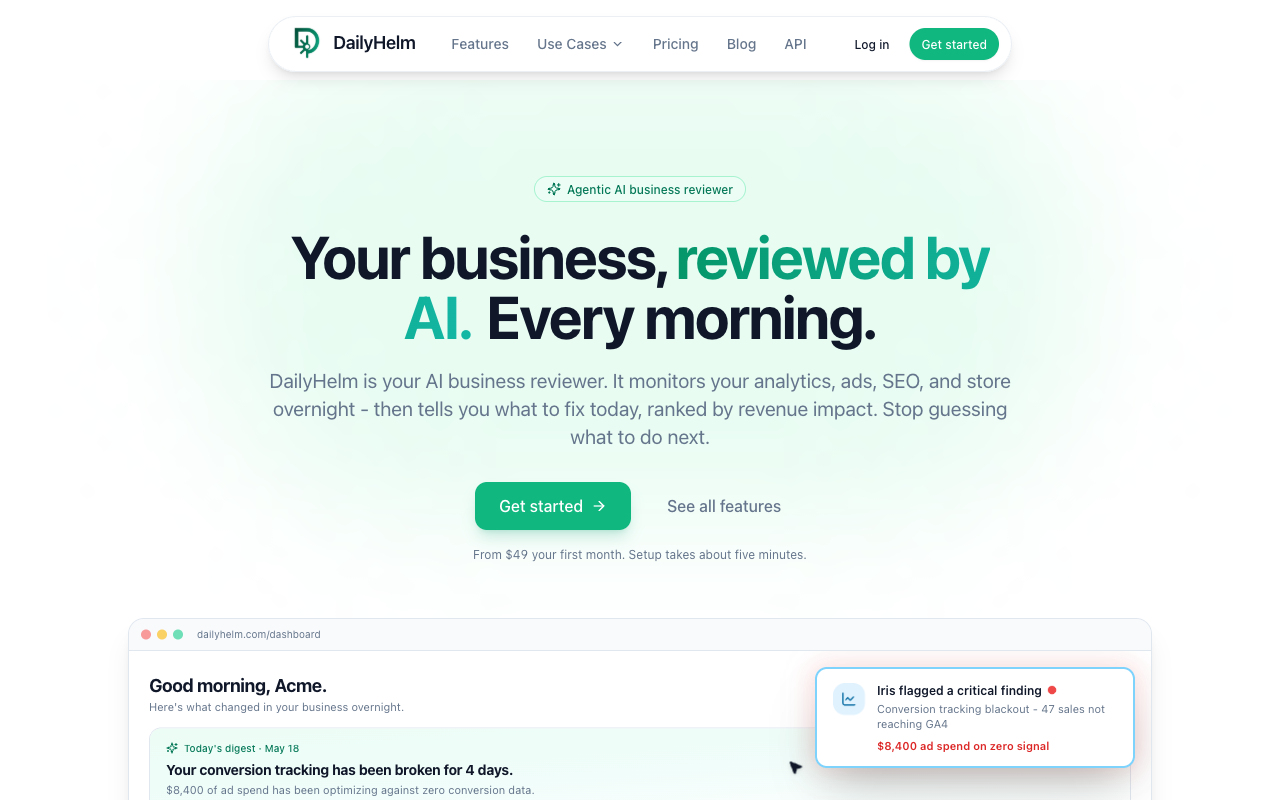 DailyHelm
Features
Use Cases
Pricing
Blog
API
Log in
Get started
Agentic AI business reviewer
Your business, reviewed by
AI. Every morning.
DailyHelm is your AI business reviewer. It monitors your analytics, ads, SEO, and store
overnight - then tells you what to fix today, ranked by revenue impact. Stop guessing
what to do next.
Get started
See all features
From $49 your first month. Setup takes about five minutes.
dailyhelm.com/dashboard
Good morning, Acme.
Here's what changed in your business overnight.
Iris flagged a critical finding
Conversion tracking blackout - 47 sales not
reaching GA4
$8,400 ad spend on zero signal
Today's digest · May 18
Your conversion tracking has been broken for 4 days.
$8,400 of ad spend has been optimizing against zero conversion data.